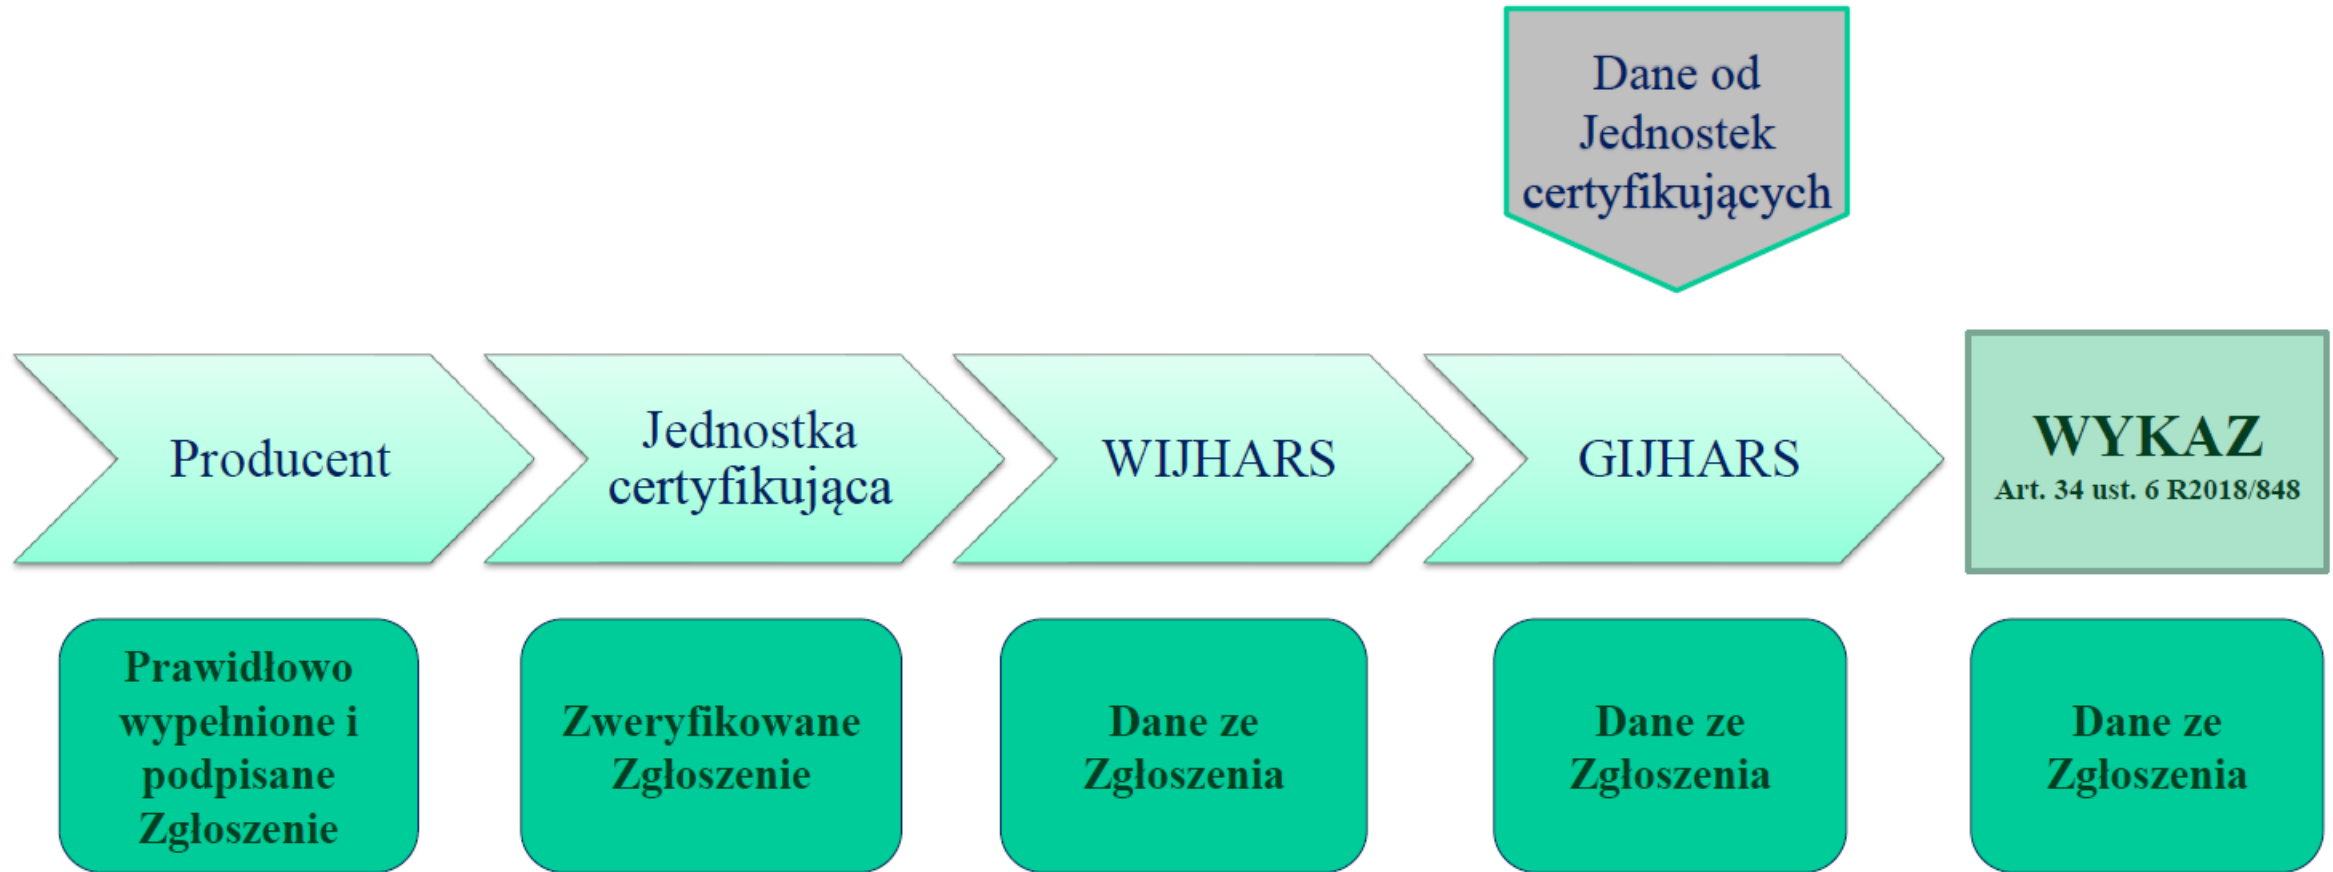 Dane od
Jednostek
certyfikujących
Producent
Jednostka
certyfikująca
WIJHARS
GIJHARS
WYKAZ
Art. 34 ust. 6 R2018/848
Prawidłowo
wypełnione i
podpisane
Zgłoszenie
Zweryfikowane
Zgłoszenie
Dane ze
Zgłoszenia
Dane ze
Zgłoszenia
Dane ze
Zgłoszenia